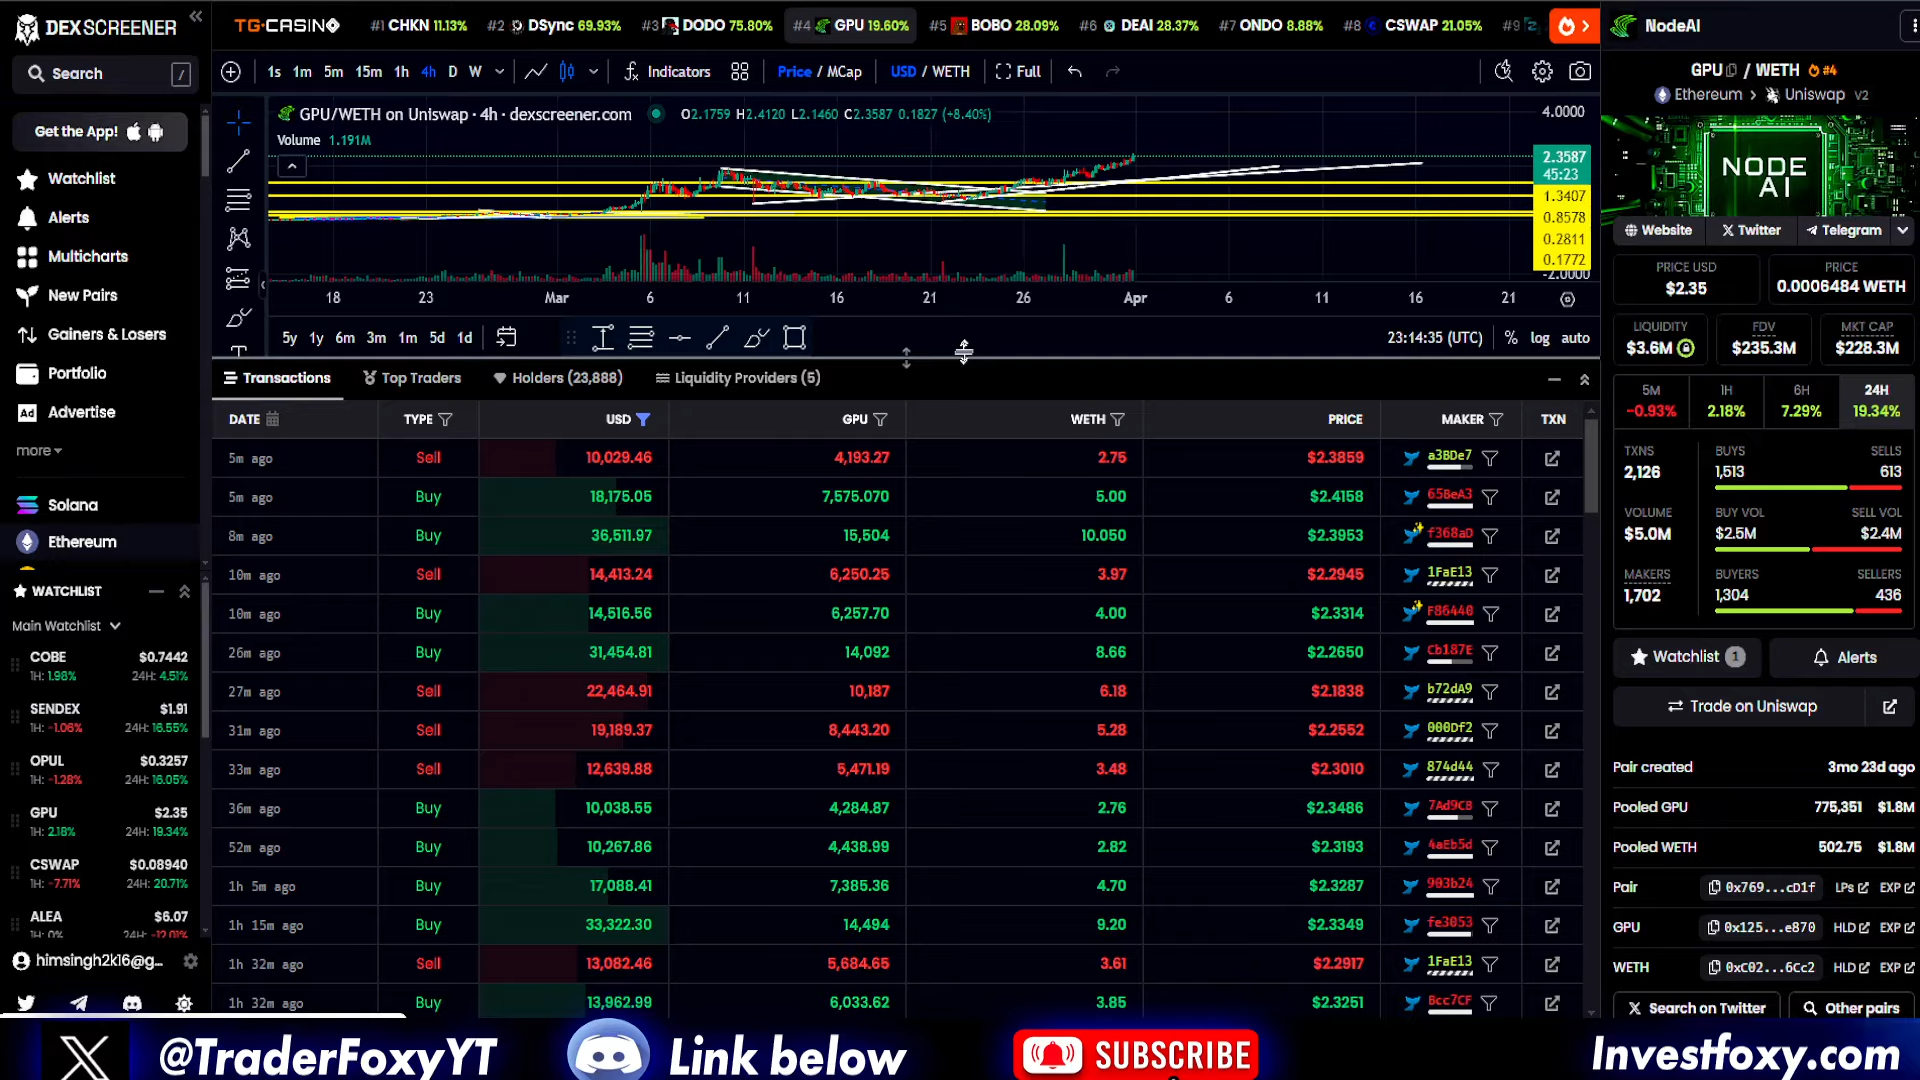 DEX SCREENER
TG-CASINO
#1 CHKN 11.13%
#2 DSync 69.93%
#3 DODO 75.80%
#4 GPU 19.60%
#5 BOBO 28.09%
#6 DEAI 28.37%
#7 ONDO 8.88%
#8 CSWAP 21.05%
#9
NodeAI
Search /
Get the App!
Watchlist
Alerts
Multicharts
New Pairs
Gainers & Losers
Portfolio
Ad Advertise
more
Solana
Ethereum
WATCHLIST
Main Watchlist
COBE $0.7442
1H: 1.98% 24H: 4.51%
SENDEX $1.91
1H: -1.06% 24H: 16.55%
OPUL $0.3257
1H: -1.28% 24H: 16.05%
GPU $2.35
1H: 2.18% 24H: 19.34%
CSWAP $0.08940
1H: -7.71% 24H: 20.71%
ALEA $6.07
1H: 0% 24H: -12.01%
himsingh2k16@g...
1s 1m 5m 15m 1h 4h D W Indicators Price / MCap USD / WETH Full
GPU/WETH on Uniswap · 4h · dexscreener.com O2.1759 H2.4120 L2.1460 C2.3587 0.1827 (+8.40%)
Volume 1.191M
4.0000
2.3587
45:23
1.3407
0.8578
0.2811
0.1772
-2.0000
18 23 Mar 6 11 16 21 26 Apr 6 11 16 21
5y 1y 6m 3m 1m 5d 1d 23:14:35 (UTC) % log auto
Transactions Top Traders Holders (23,888) Liquidity Providers (5)
DATE TYPE USD GPU WETH PRICE MAKER TXN
5m ago Sell 10,029.46 4,193.27 2.75 $2.3859 a3BDe7
5m ago Buy 18,175.05 7,575.070 5.00 $2.4158 65BeA3
8m ago Buy 36,511.97 15,504 10.050 $2.3953 f368aD
10m ago Sell 14,413.24 6,250.25 3.97 $2.2945 1FaE13
10m ago Buy 14,516.56 6,257.70 4.00 $2.3314 F86440
26m ago Buy 31,454.81 14,092 8.66 $2.2650 Cb187E
27m ago Sell 22,464.91 10,187 6.18 $2.1838 b72dA9
31m ago Sell 19,189.37 8,443.20 5.28 $2.2552 000Df2
33m ago Sell 12,639.88 5,471.19 3.48 $2.3010 874d44
36m ago Buy 10,038.55 4,284.87 2.76 $2.3486 7Ad9CB
52m ago Buy 10,267.86 4,438.99 2.82 $2.3193 4aEb5d
1h 5m ago Buy 17,088.41 7,385.36 4.70 $2.3287 903b24
1h 15m ago Buy 33,322.30 14,494 9.20 $2.3349 fe3053
1h 32m ago Sell 13,082.46 5,684.65 3.61 $2.2917 1FaE13
1h 32m ago Buy 13,962.99 6,033.62 3.85 $2.3251 Bcc7CF
GPU / WETH #4
Ethereum > Uniswap V2
NODE
AI
Website Twitter Telegram
PRICE USD
$2.35
PRICE
0.0006484 WETH
LIQUIDITY
$3.6M
FDV
$235.3M
MKT CAP
$228.3M
5M
-0.93%
1H
2.18%
6H
7.29%
24H
19.34%
TXNS
2,126
BUYS SELLS
1,513 613
VOLUME
$5.0M
BUY VOL SELL VOL
$2.5M $2.4M
MAKERS
1,702
BUYERS SELLERS
1,304 436
Watchlist 1
Alerts
Trade on Uniswap
Pair created 3mo 23d ago
Pooled GPU 775,351 $1.8M
Pooled WETH 502.75 $1.8M
Pair 0x769...cD1f LPs EXP
GPU 0x125...e870 HLD EXP
WETH 0xC02...6Cc2 HLD EXP
Search on Twitter
Other pairs
@TraderFoxyYT
Link below
SUBSCRIBE
Investfoxy.com